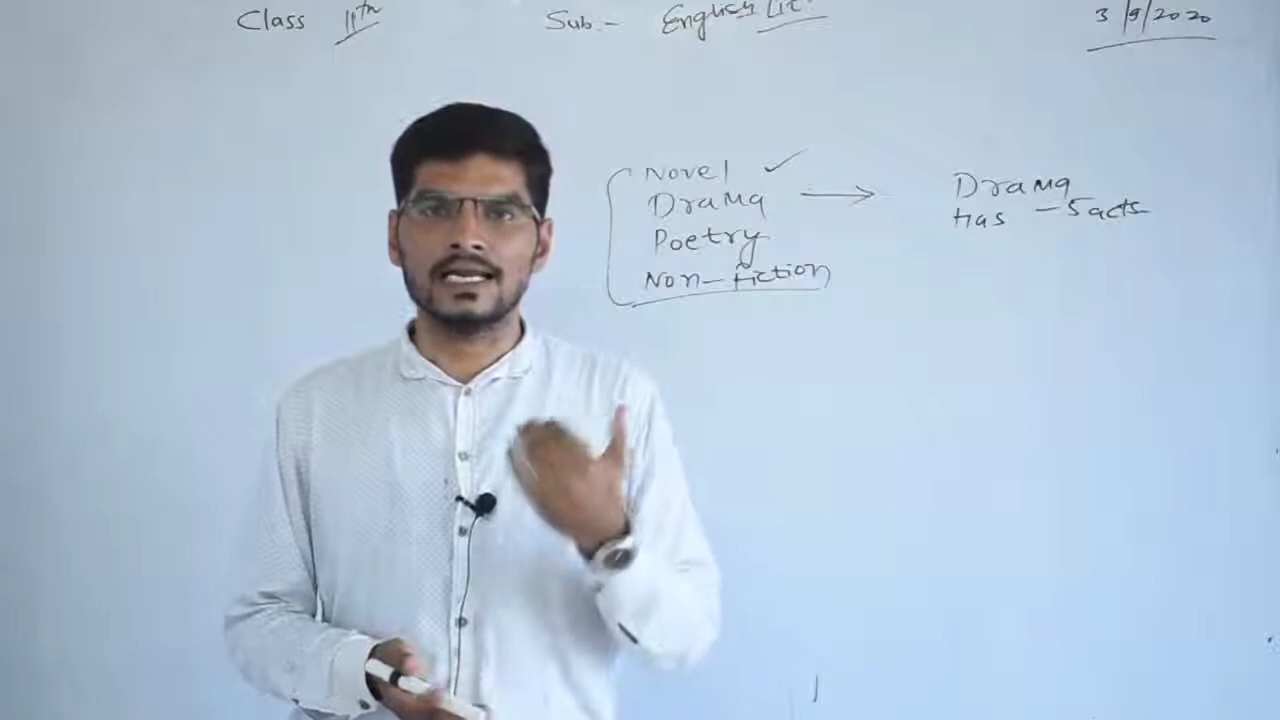 Class 11th Sub:- English Lit. 3/9/2020
Novel ✓
Drama → Drama
has - 5 acts
Poetry
Non-fiction